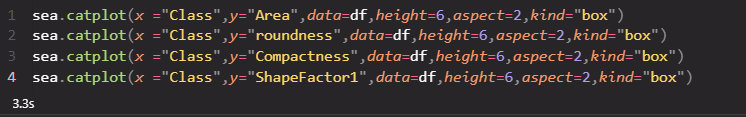 1 sea.catplot(x ="Class",y="Area",data=df,height=6,aspect=2,kind="box")
2 sea.catplot(x ="Class",y="roundness",data=df,height=6,aspect=2,kind="box")
3 sea.catplot(x ="Class",y="Compactness",data=df,height=6,aspect=2,kind="box")
4 sea.catplot(x ="Class",y="ShapeFactor1",data=df,height=6,aspect=2,kind="box")
3.3s